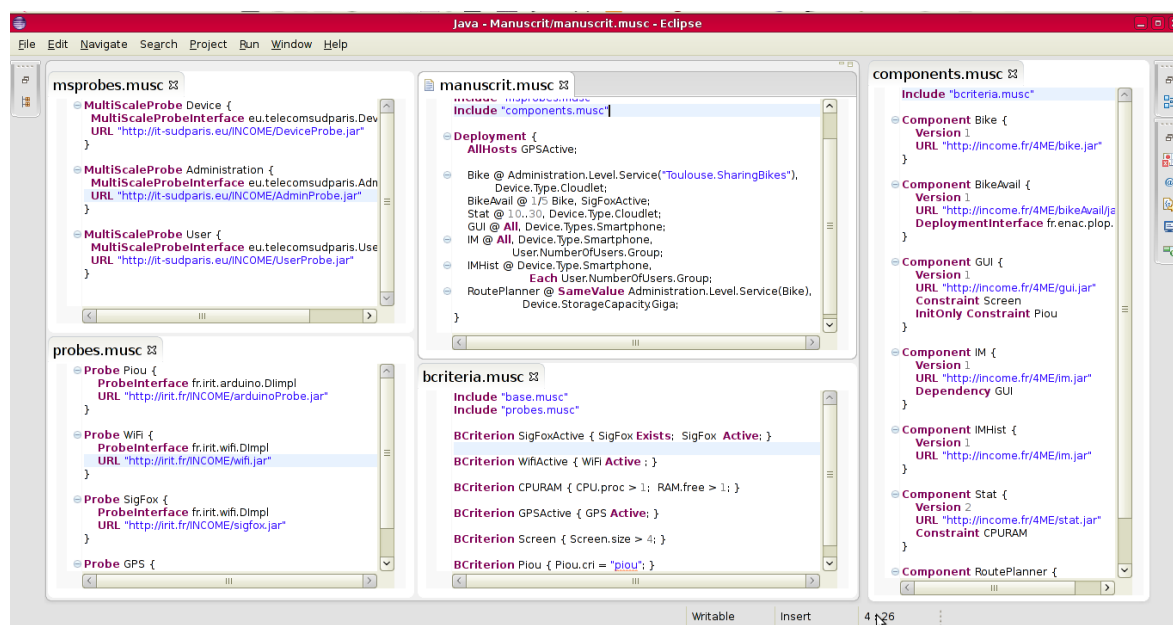 Java - Manuscrit/manuscrit.musc - Eclipse
File Edit Navigate Search Project Run Window Help
msprobes.musc
MultiScaleProbe Device {
MultiScaleProbeInterface eu.telecomsudparis.Dev
URL "http://it-sudparis.eu/INCOME/DeviceProbe.jar"
}
MultiScaleProbe Administration {
MultiScaleProbeInterface eu.telecomsudparis.Adn
URL "http://it-sudparis.eu/INCOME/AdminProbe.jar"
}
MultiScaleProbe User {
MultiScaleProbeInterface eu.telecomsudparis.Use
URL "http://it-sudparis.eu/INCOME/UserProbe.jar"
}
probes.musc
Probe Piou {
ProbeInterface fr.irit.arduino.DIimpl
URL "http://irit.fr/INCOME/arduinoProbe.jar"
}
Probe WiFi {
ProbeInterface fr.irit.wifi.DImpl
URL "http://irit.fr/INCOME/wifi.jar"
}
Probe SigFox {
ProbeInterface fr.irit.wifi.DImpl
URL "http://irit.fr/INCOME/sigfox.jar"
}
Probe GPS {
manuscrit.musc
Include "msprobes.musc"
Include "components.musc"
Deployment {
AllHosts GPSActive;
Bike @ Administration.Level.Service("Toulouse.SharingBikes"),
Device.Type.Cloudlet;
BikeAvail @ 1/5 Bike, SigFoxActive;
Stat @ 10..30, Device.Type.Cloudlet;
GUI @ All, Device.Types.Smartphone;
IM @ All, Device.Type.Smartphone,
User.NumberOfUsers.Group;
IMHist @ Device.Type.Smartphone,
Each User.NumberOfUsers.Group;
RoutePlanner @ SameValue Administration.Level.Service(Bike),
Device.StorageCapacity.Giga;
}
bcriteria.musc
Include "base.musc"
Include "probes.musc"
BCriterion SigFoxActive { SigFox Exists; SigFox Active; }
BCriterion WifiActive { WiFi Active ; }
BCriterion CPURAM { CPU.proc > 1; RAM.free > 1; }
BCriterion GPSActive { GPS Active; }
BCriterion Screen { Screen.size > 4; }
BCriterion Piou { Piou.cri = "piou"; }
components.musc
Include "bcriteria.musc"
Component Bike {
Version 1
URL "http://income.fr/4ME/bike.jar"
}
Component BikeAvail {
Version 1
URL "http://income.fr/4ME/bikeAvail/ja
DeploymentInterface fr.enac.plop.
}
Component GUI {
Version 1
URL "http://income.fr/4ME/gui.jar"
Constraint Screen
InitOnly Constraint Piou
}
Component IM {
Version 1
URL "http://income.fr/4ME/im.jar"
Dependency GUI
}
Component IMHist {
Version 1
URL "http://income.fr/4ME/im.jar"
}
Component Stat {
Version 2
URL "http://income.fr/4ME/stat.jar"
Constraint CPURAM
}
Component RoutePlanner {
Writable Insert 4 : 26